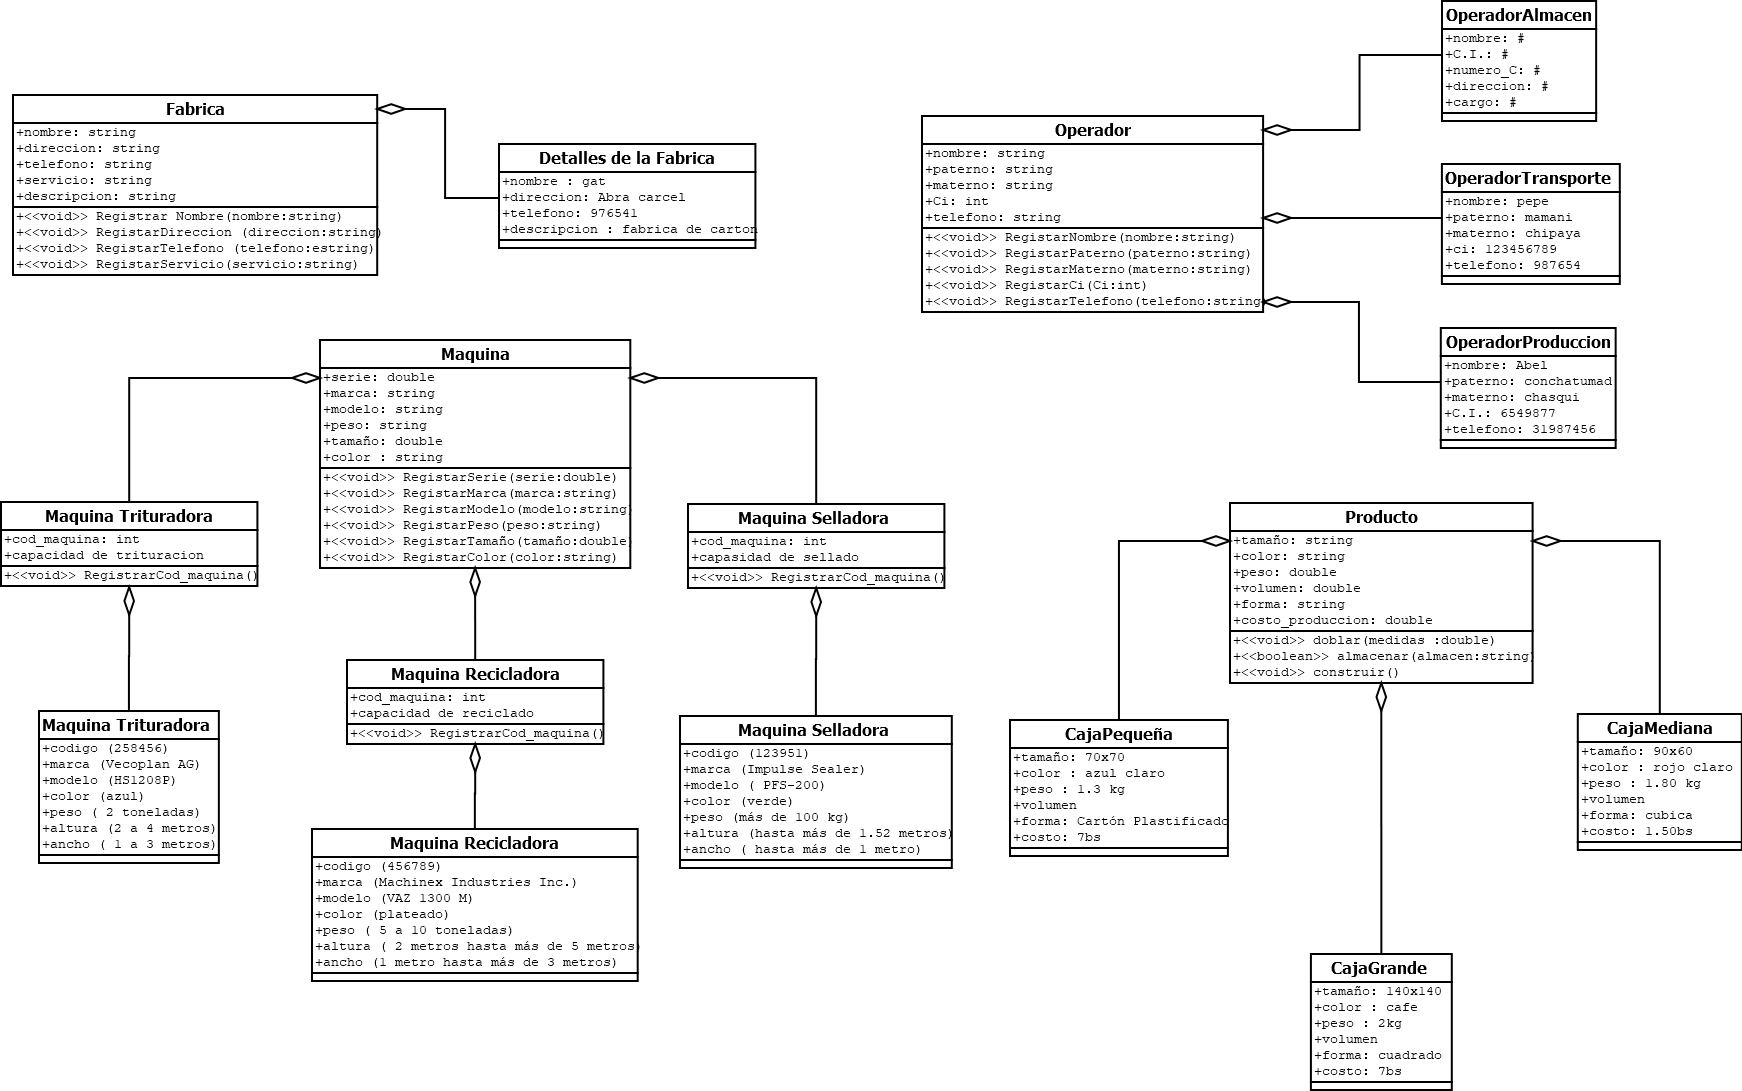 Fabrica
+nombre: string
+direccion: string
+telefono: string
+servicio: string
+descripcion: string
+<<void>> Registrar Nombre(nombre:string)
+<<void>> RegistarDireccion (direccion:string)
+<<void>> RegistarTelefono (telefono:estring)
+<<void>> RegistarServicio(servicio:string)
Detalles de la Fabrica
+nombre : gat
+direccion: Abra carcel
+telefono: 976541
+descripcion : fabrica de carton
Operador
+nombre: string
+paterno: string
+materno: string
+Ci: int
+telefono: string
+<<void>> RegistarNombre(nombre:string)
+<<void>> RegistarPaterno(paterno:string)
+<<void>> RegistarMaterno(materno:string)
+<<void>> RegistarCi(Ci:int)
+<<void>> RegistarTelefono(telefono:string
OperadorAlmacen
+nombre: #
+C.I.: #
+numero_C: #
+direccion: #
+cargo: #
OperadorTransporte
+nombre: pepe
+paterno: mamani
+materno: chipaya
+ci: 123456789
+telefono: 987654
OperadorProduccion
+nombre: Abel
+paterno: conchatumad
+materno: chasqui
+C.I.: 6549877
+telefono: 31987456
Maquina
+serie: double
+marca: string
+modelo: string
+peso: string
+tamaño: double
+color : string
+<<void>> RegistarSerie(serie:double)
+<<void>> RegistarMarca(marca:string)
+<<void>> RegistarModelo(modelo:string)
+<<void>> RegistarPeso(peso:string)
+<<void>> RegistarTamaño(tamaño:double)
+<<void>> RegistarColor(color:string)
Maquina Trituradora
+cod_maquina: int
+capacidad de trituracion
+<<void>> RegistrarCod_maquina()
Maquina Selladora
+cod_maquina: int
+capasidad de sellado
+<<void>> RegistrarCod_maquina()
Maquina Recicladora
+cod_maquina: int
+capacidad de reciclado
+<<void>> RegistrarCod_maquina()
Maquina Trituradora
+codigo (258456)
+marca (Vecoplan AG)
+modelo (HS1208P)
+color (azul)
+peso ( 2 toneladas)
+altura (2 a 4 metros)
+ancho ( 1 a 3 metros)
Maquina Recicladora
+codigo (456789)
+marca (Machinex Industries Inc.)
+modelo (VAZ 1300 M)
+color (plateado)
+peso ( 5 a 10 toneladas)
+altura ( 2 metros hasta más de 5 metros)
+ancho (1 metro hasta más de 3 metros)
Maquina Selladora
+codigo (123951)
+marca (Impulse Sealer)
+modelo ( PFS-200)
+color (verde)
+peso (más de 100 kg)
+altura (hasta más de 1.52 metros)
+ancho ( hasta más de 1 metro)
Producto
+tamaño: string
+color: string
+peso: double
+volumen: double
+forma: string
+costo_produccion: double
+<<void>> doblar(medidas :double)
+<<boolean>> almacenar(almacen:string)
+<<void>> construir()
CajaPequeña
+tamaño: 70x70
+color : azul claro
+peso : 1.3 kg
+volumen
+forma: Cartón Plastificado
+costo: 7bs
CajaMediana
+tamaño: 90x60
+color : rojo claro
+peso : 1.80 kg
+volumen
+forma: cubica
+costo: 1.50bs
CajaGrande
+tamaño: 140x140
+color : cafe
+peso : 2kg
+volumen
+forma: cuadrado
+costo: 7bs